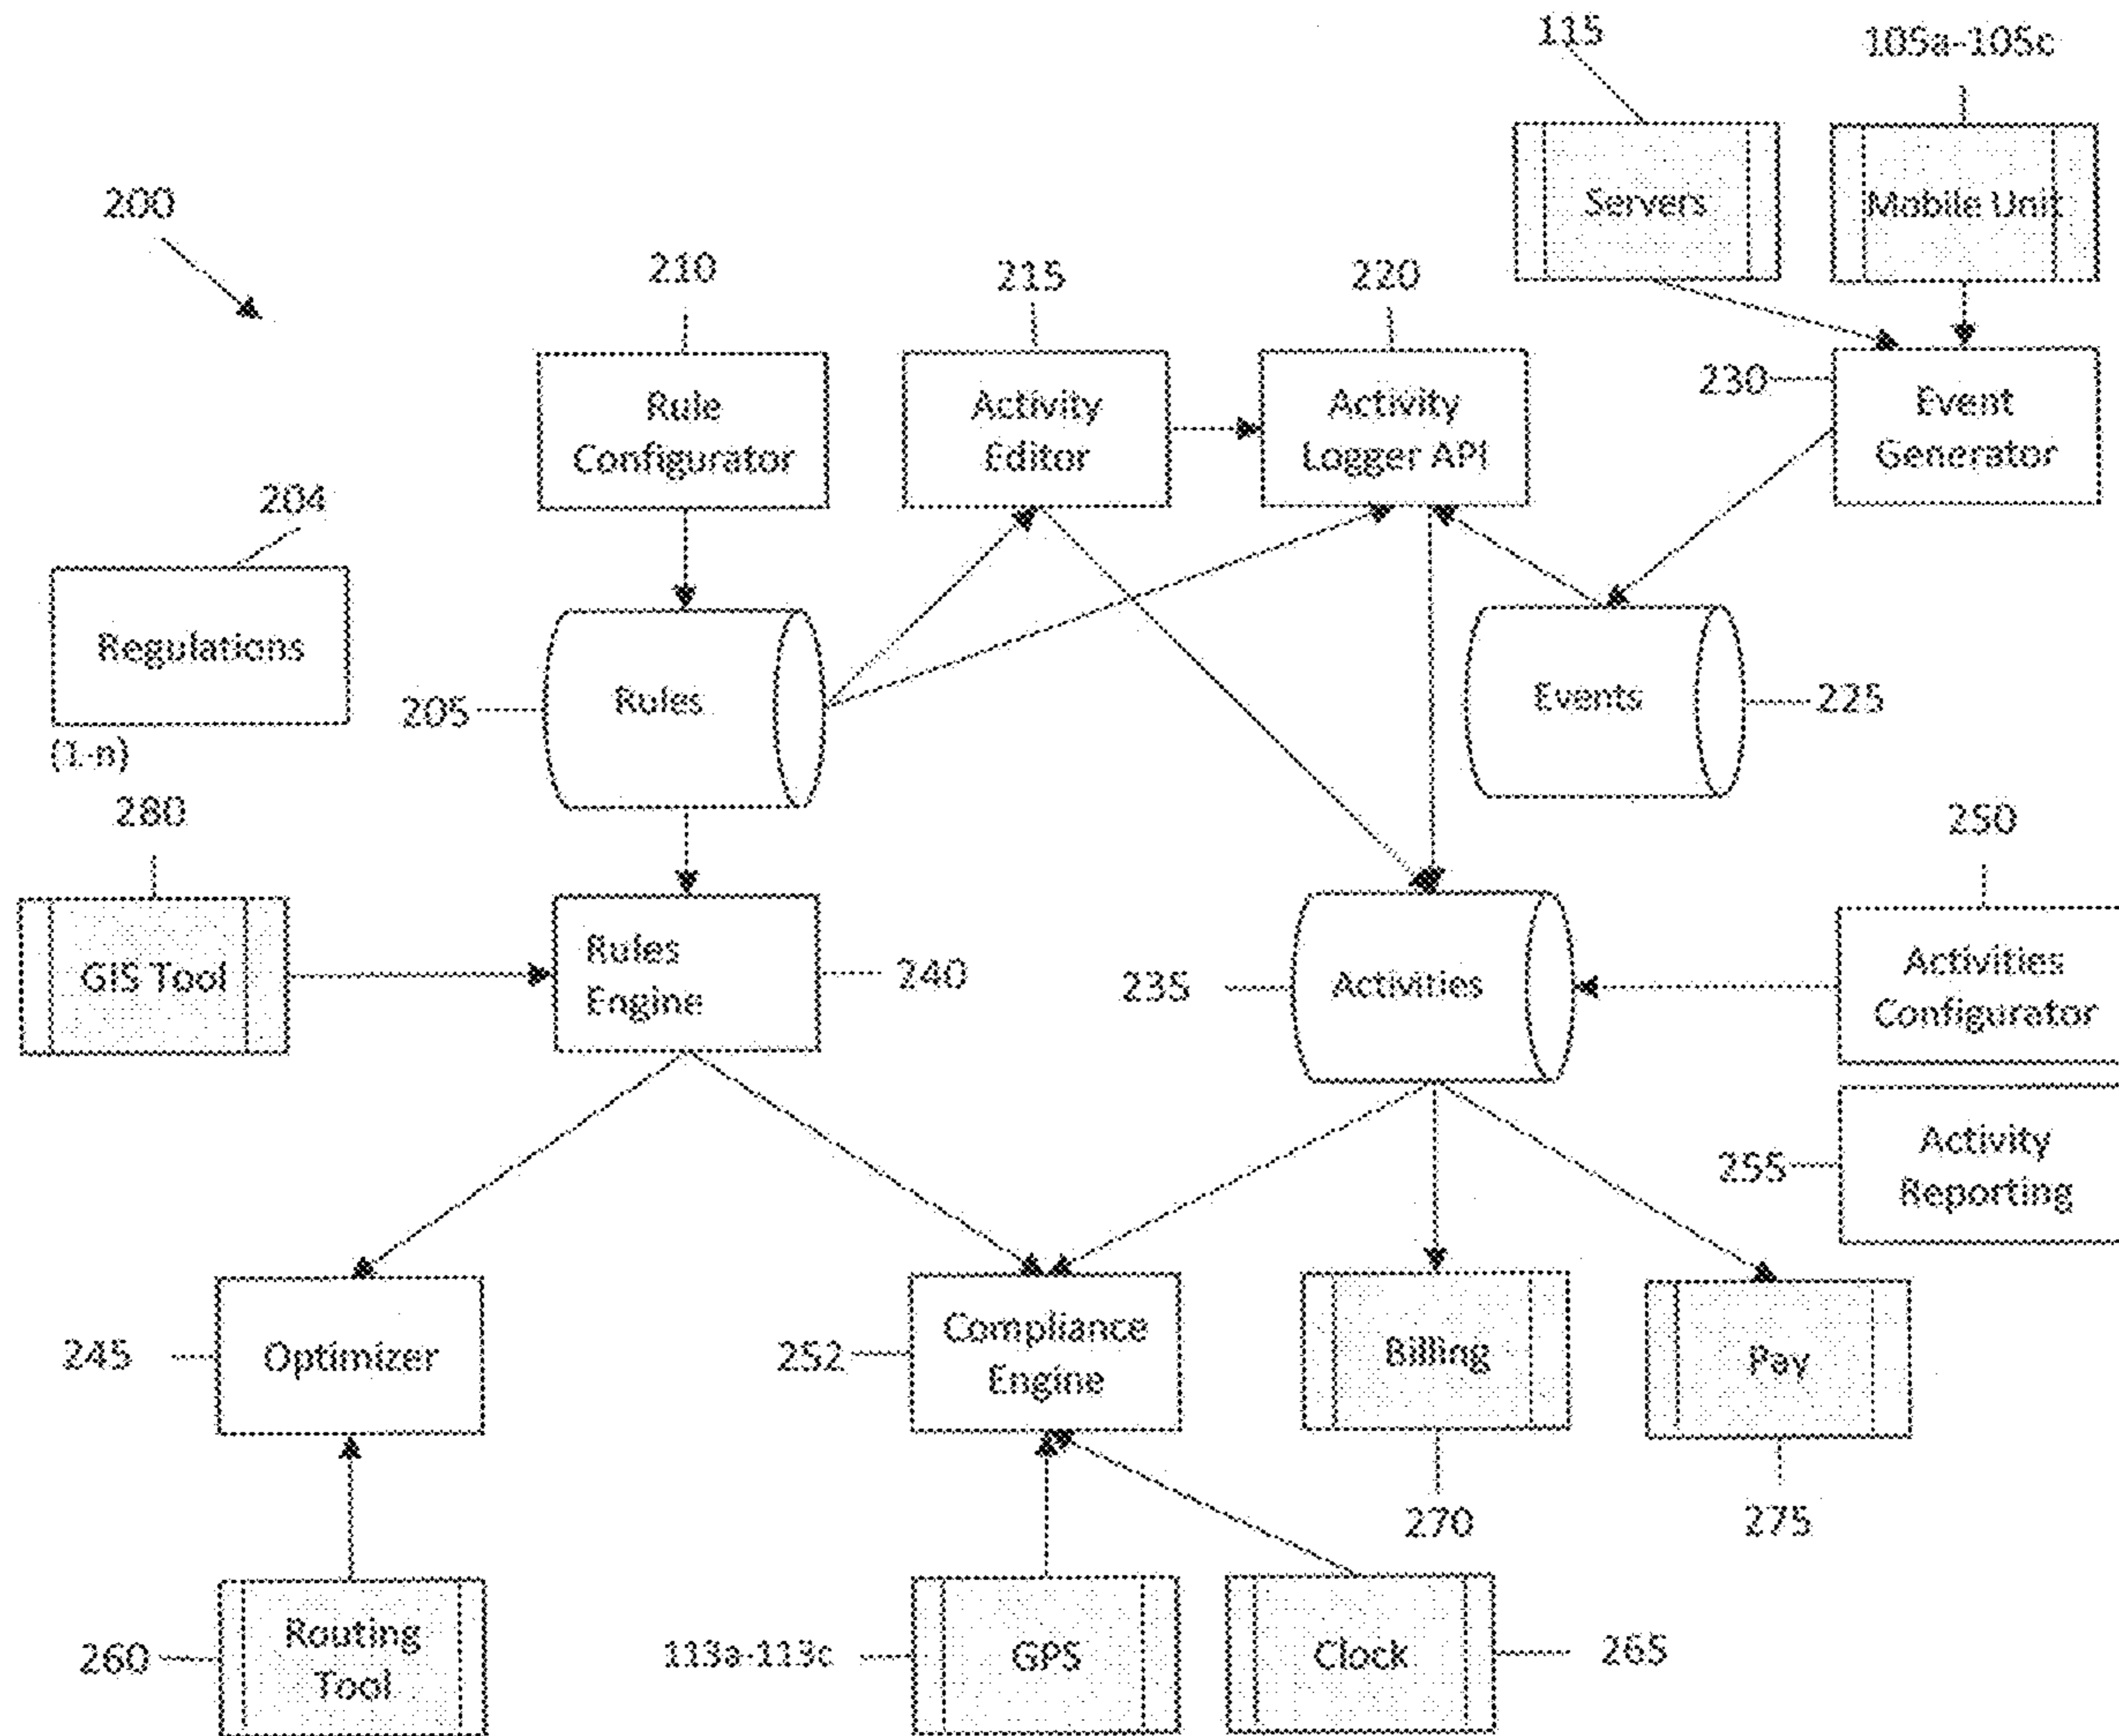 115
105a-105c
Servers
Mobile Unit
200
210
215
220
230
Rule
Configurator
Activity
Editor
Activity
Logger API
Event
Generator
204
Regulations
(1-n)
205
Rules
Events
225
280
250
GIS Tool
Rules
Engine
240
235
Activities
Activities
Configurator
255
Activity
Reporting
245
Optimizer
252
Compliance
Engine
Billing
Pay
270
275
260
Routing
Tool
113a-113c
GPS
Clock
265